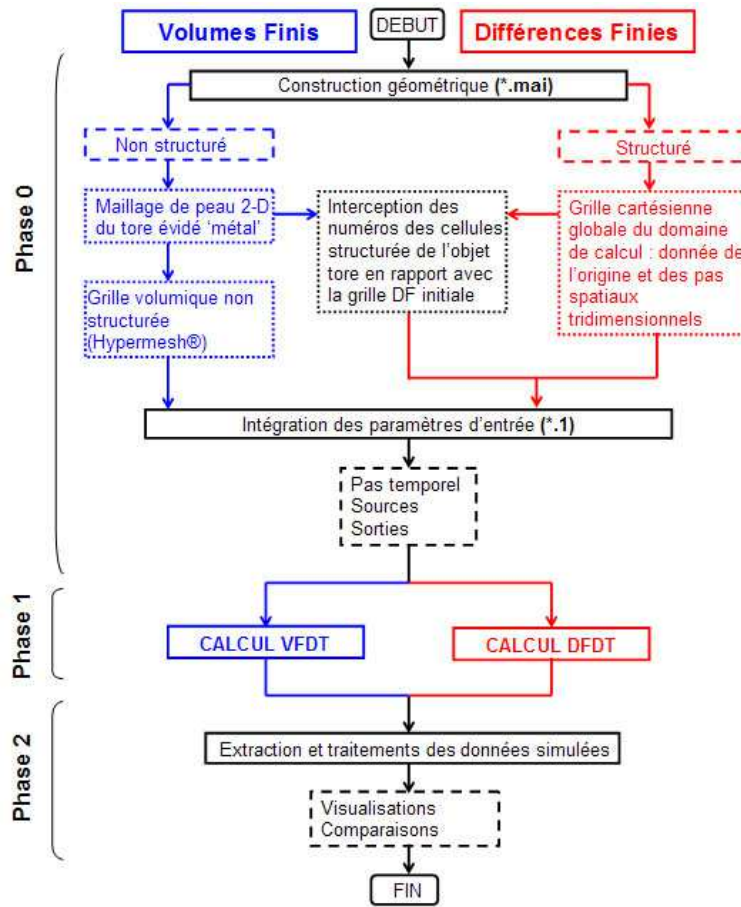 Volumes Finis
DEBUT
Différences Finies
Construction géométrique (*.mai)
Non structuré
Structuré
Maillage de peau 2-D
du tore évidé ‘métal’
Interception des
numéros des cellules
structurée de l’objet
tore en rapport avec
la grille DF initiale
Grille cartésienne
globale du domaine
de calcul : donnée de
l’origine et des pas
spatiaux
tridimensionnels
Grille volumique non
structurée
(Hypermesh®)
Phase 0
Intégration des paramètres d’entrée (*.1)
Pas temporel
Sources
Sorties
Phase 1
CALCUL VFDT
CALCUL DFDT
Phase 2
Extraction et traitements des données simulées
Visualisations
Comparaisons
FIN